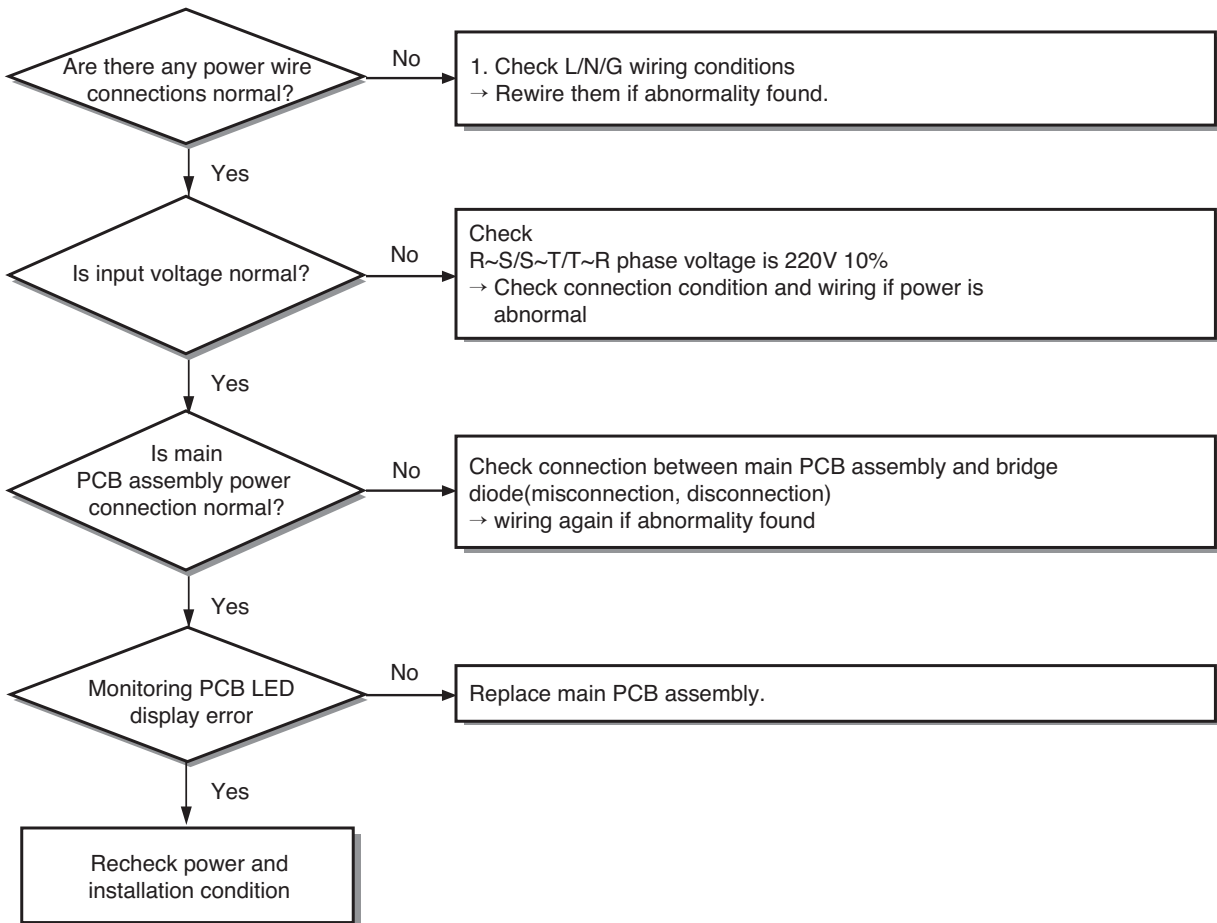 Are there any power wire
connections normal?
No
1. Check L/N/G wiring conditions
→ Rewire them if abnormality found.
Yes
Is input voltage normal?
No
Check
R~S/S~T/T~R phase voltage is 220V 10%
→ Check connection condition and wiring if power is
abnormal
Yes
Is main
PCB assembly power
connection normal?
No
Check connection between main PCB assembly and bridge
diode(misconnection, disconnection)
→ wiring again if abnormality found
Yes
Monitoring PCB LED
display error
No
Replace main PCB assembly.
Yes
Recheck power and
installation condition